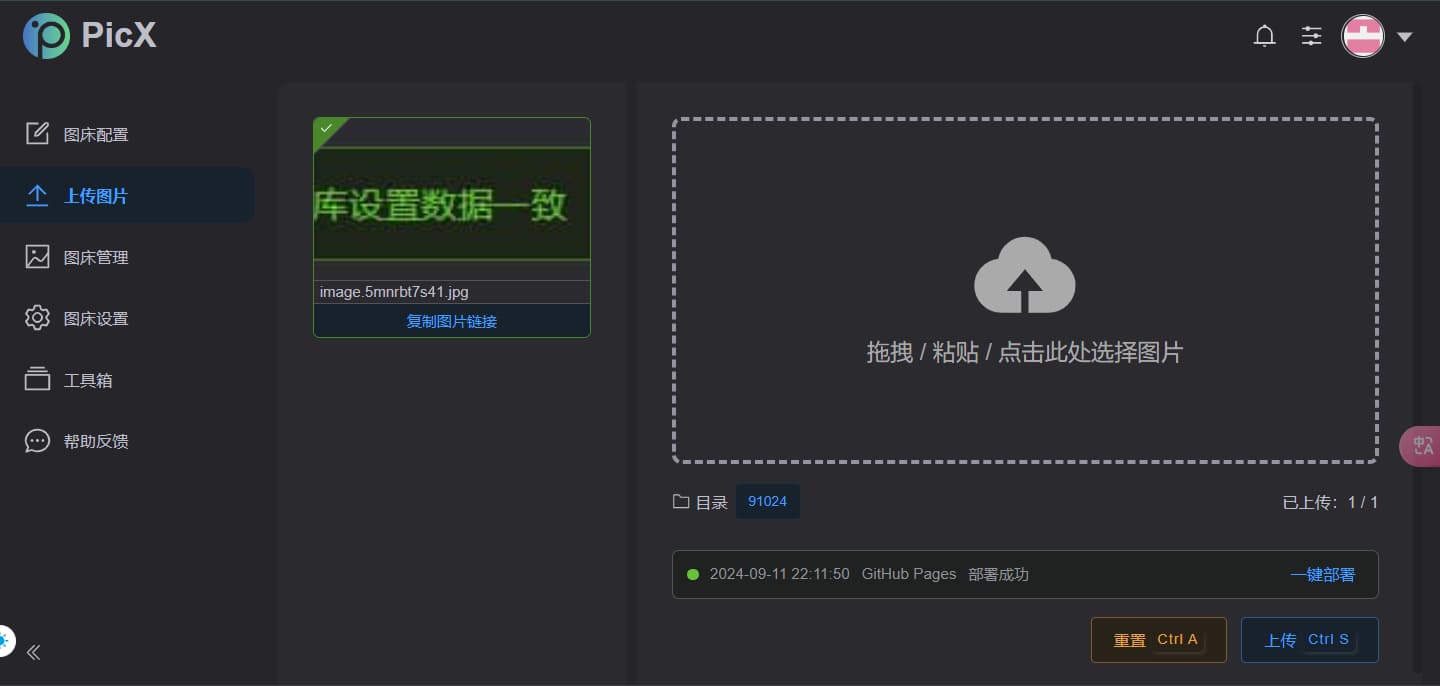 PicX
图床配置
上传图片
图床管理
图床设置
工具箱
帮助反馈
库设置数据一致
image.5mnrbt7s41.jpg
复制图片链接
拖拽 / 粘贴 / 点击此处选择图片
目录 91024 已上传：1 / 1
2024-09-11 22:11:50 GitHub Pages 部署成功 一键部署
重置 Ctrl A 上传 Ctrl S
中A